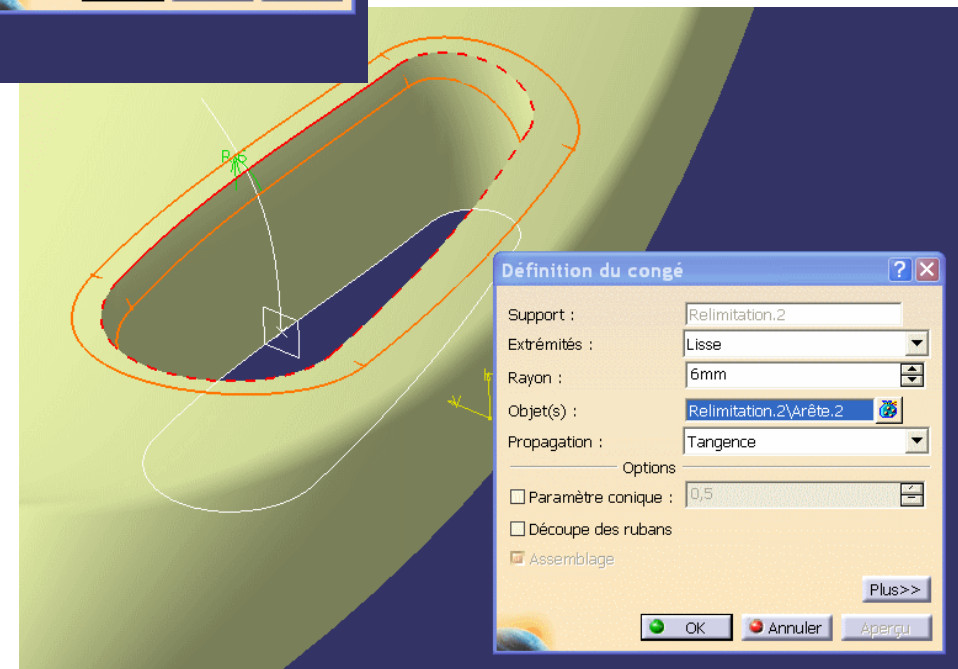 Définition du congé
Support : Relimitation.2
Extrémités : Lisse
Rayon : 6mm
Objet(s) : Relimitation.2\Arête.2
Propagation : Tangence
Options
Paramètre conique : 0,5
Découpe des rubans
Assemblage
Plus>>
OK Annuler Aperçu